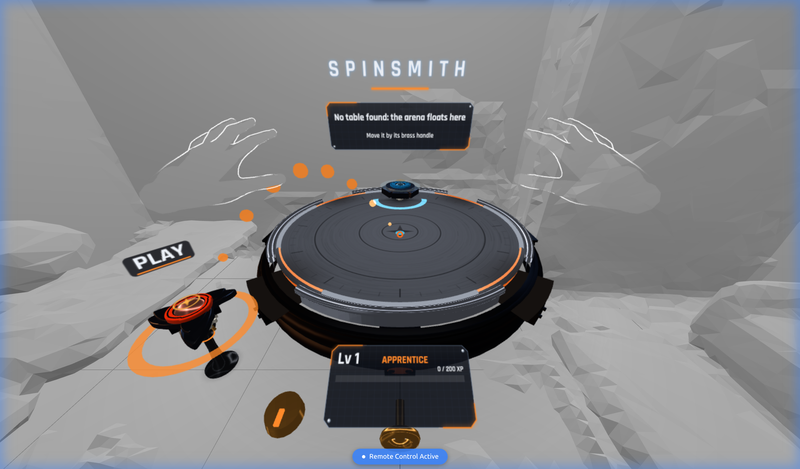 SPINSMITH
No table found: the arena floats here
Move it by its brass handle
PLAY
Lv 1 APPRENTICE
0 / 200 XP
Remote Control Active